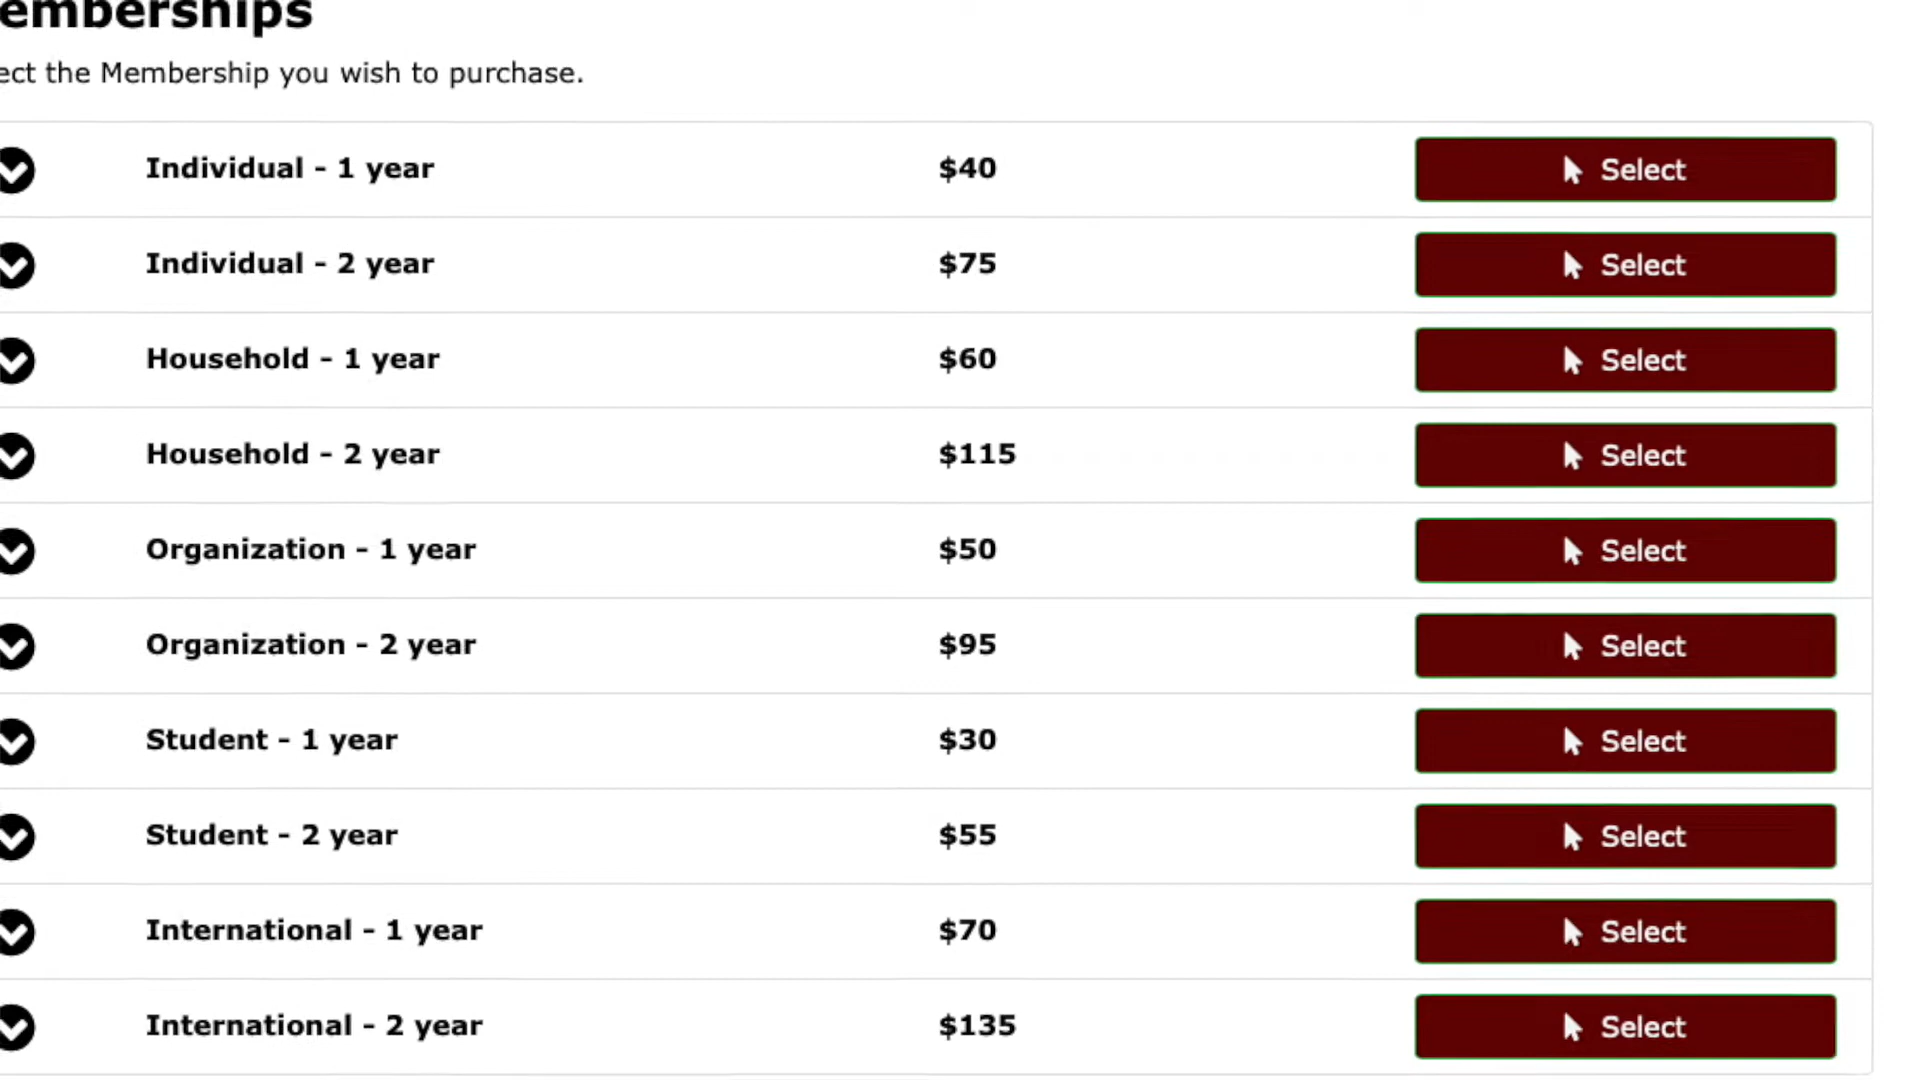 emberships
ect the Membership you wish to purchase.
Individual - 1 year $40 Select
Individual - 2 year $75 Select
Household - 1 year $60 Select
Household - 2 year $115 Select
Organization - 1 year $50 Select
Organization - 2 year $95 Select
Student - 1 year $30 Select
Student - 2 year $55 Select
International - 1 year $70 Select
International - 2 year $135 Select